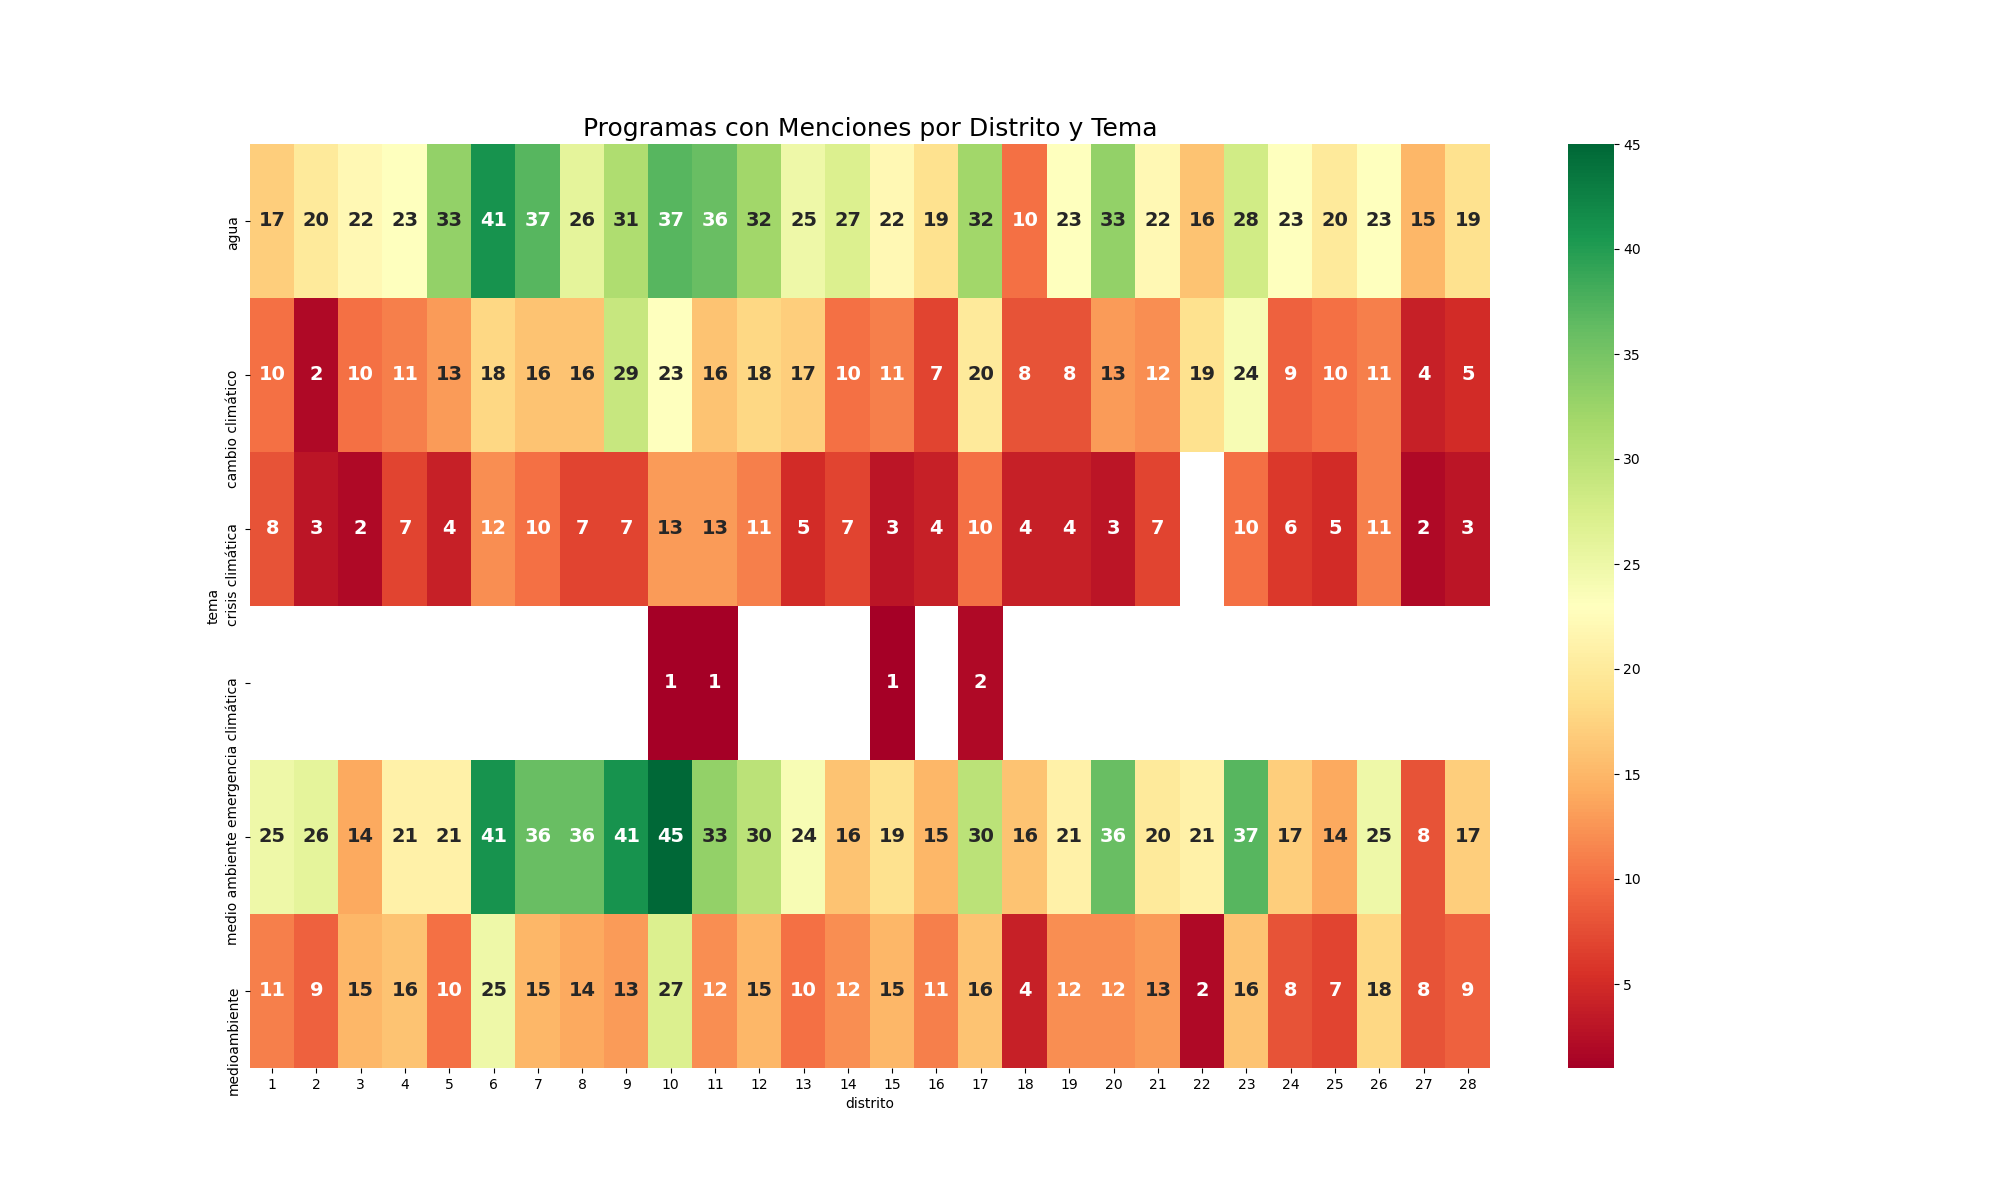 Programas con Menciones por Distrito y Tema
tema
agua
17 20 22 23 33 41 37 26 31 37 36 32 25 27 22 19 32 10 23 33 22 16 28 23 20 23 15 19
cambio climático
10 2 10 11 13 18 16 16 29 23 16 18 17 10 11 7 20 8 8 13 12 19 24 9 10 11 4 5
crisis climática
8 3 2 7 4 12 10 7 7 13 13 11 5 7 3 4 10 4 4 3 7 10 6 5 11 2 3
emergencia climática
1 1 1 2
medio ambiente
25 26 14 21 21 41 36 36 41 45 33 30 24 16 19 15 30 16 21 36 20 21 37 17 14 25 8 17
medioambiente
11 9 15 16 10 25 15 14 13 27 12 15 10 12 15 11 16 4 12 12 13 2 16 8 7 18 8 9
1 2 3 4 5 6 7 8 9 10 11 12 13 14 15 16 17 18 19 20 21 22 23 24 25 26 27 28
distrito
45
40
35
30
25
20
15
10
5